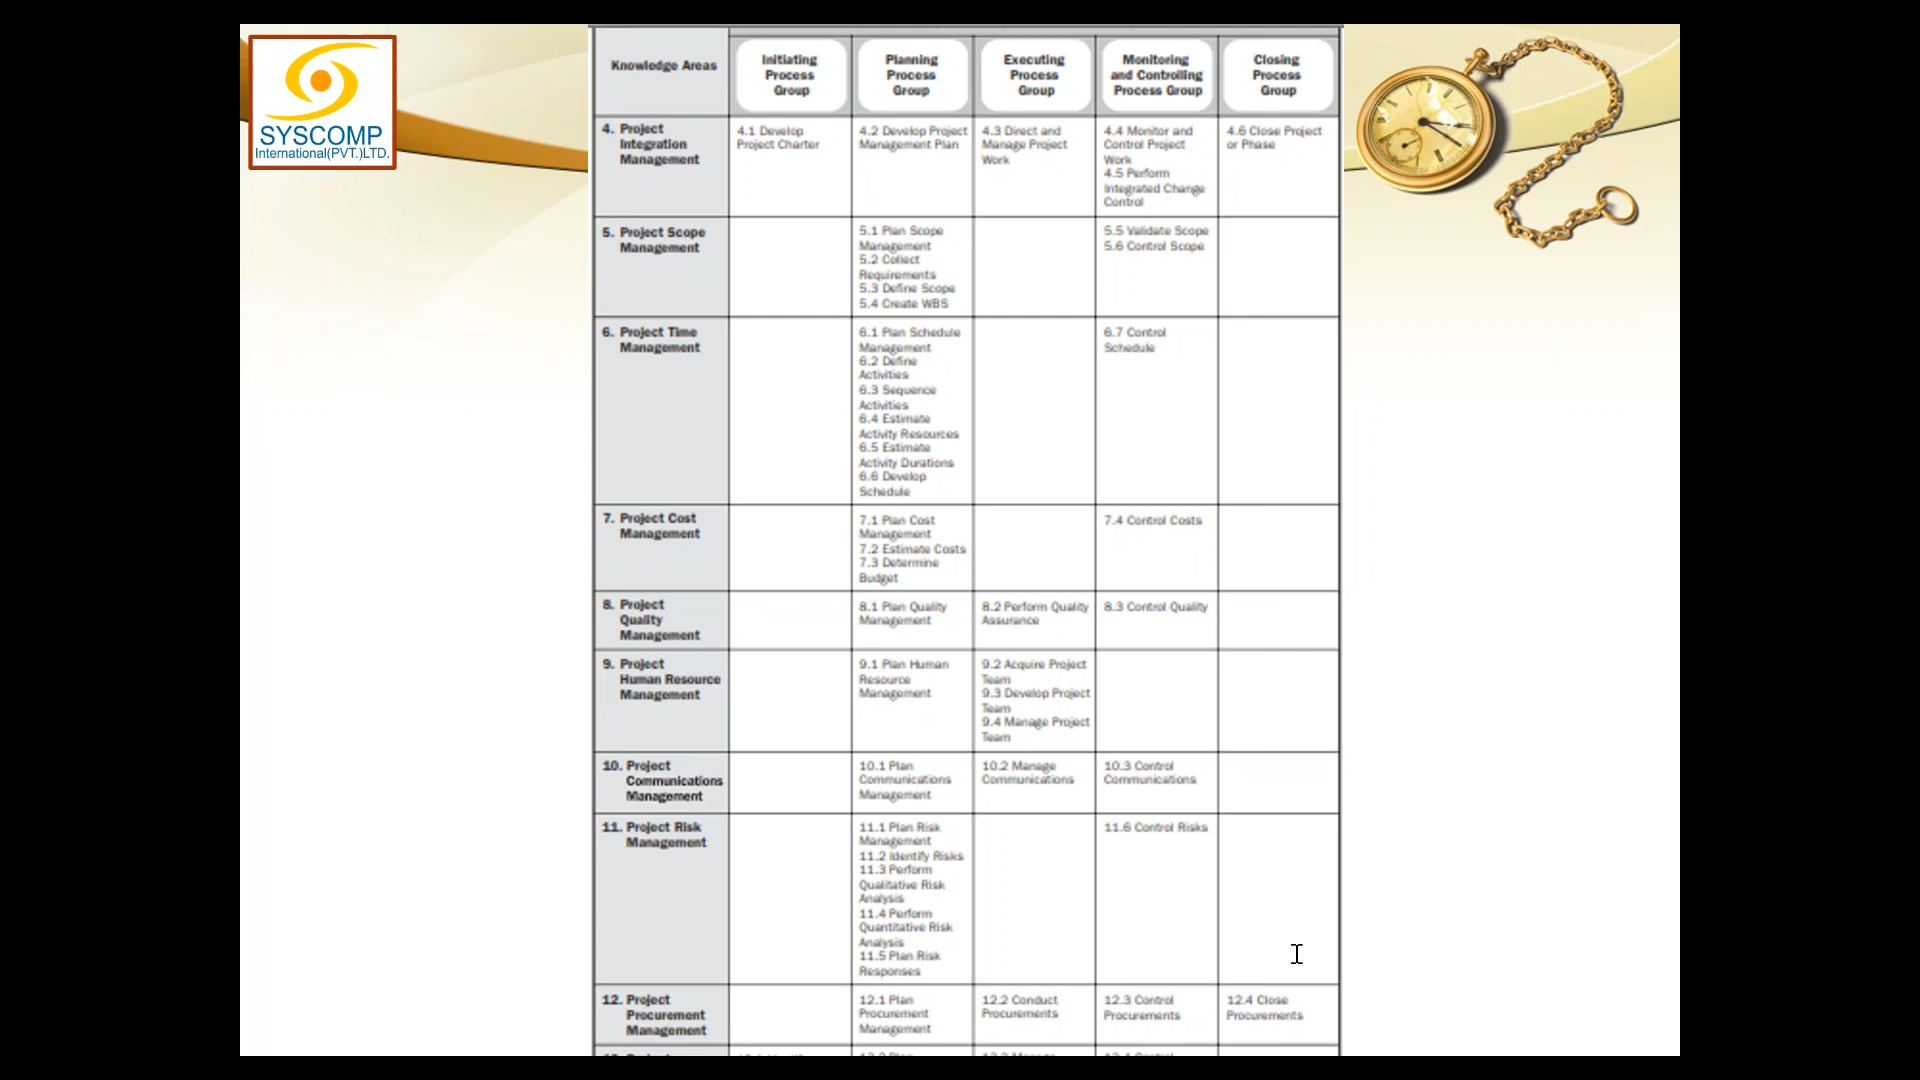 SYSCOMP
International(PVT.)LTD.
Knowledge Areas
Initiating
Process
Group
Planning
Process
Group
Executing
Process
Group
Monitoring
and Controlling
Process Group
Closing
Process
Group
4. Project
Integration
Management
4.1 Develop
Project Charter
4.2 Develop Project
Management Plan
4.3 Direct and
Manage Project
Work
4.4 Monitor and
Control Project
Work
4.5 Perform
Integrated Change
Control
4.6 Close Project
or Phase
5. Project Scope
Management
5.1 Plan Scope
Management
5.2 Collect
Requirements
5.3 Define Scope
5.4 Create WBS
5.5 Validate Scope
5.6 Control Scope
6. Project Time
Management
6.1 Plan Schedule
Management
6.2 Define
Activities
6.3 Sequence
Activities
6.4 Estimate
Activity Resources
6.5 Estimate
Activity Durations
6.6 Develop
Schedule
6.7 Control
Schedule
7. Project Cost
Management
7.1 Plan Cost
Management
7.2 Estimate Costs
7.3 Determine
Budget
7.4 Control Costs
8. Project
Quality
Management
8.1 Plan Quality
Management
8.2 Perform Quality
Assurance
8.3 Control Quality
9. Project
Human Resource
Management
9.1 Plan Human
Resource
Management
9.2 Acquire Project
Team
9.3 Develop Project
Team
9.4 Manage Project
Team
10. Project
Communications
Management
10.1 Plan
Communications
Management
10.2 Manage
Communications
10.3 Control
Communications
11. Project Risk
Management
11.1 Plan Risk
Management
11.2 Identify Risks
11.3 Perform
Qualitative Risk
Analysis
11.4 Perform
Quantitative Risk
Analysis
11.5 Plan Risk
Responses
11.6 Control Risks
12. Project
Procurement
Management
12.1 Plan
Procurement
Management
12.2 Conduct
Procurements
12.3 Control
Procurements
12.4 Close
Procurements